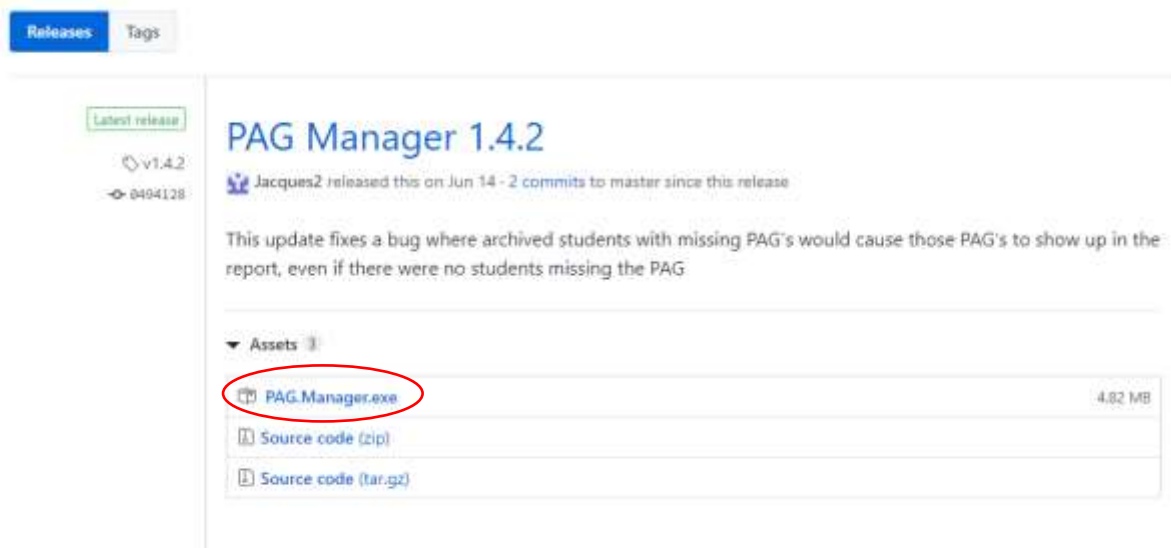 Releases Tags
Latest release
v1.4.2
0494128
PAG Manager 1.4.2
Jacques2 released this on Jun 14 - 2 commits to master since this release
This update fixes a bug where archived students with missing PAG's would cause those PAG's to show up in the
report, even if there were no students missing the PAG
Assets 3
PAG.Manager.exe 4.82 MB
Source code (zip)
Source code (tar.gz)